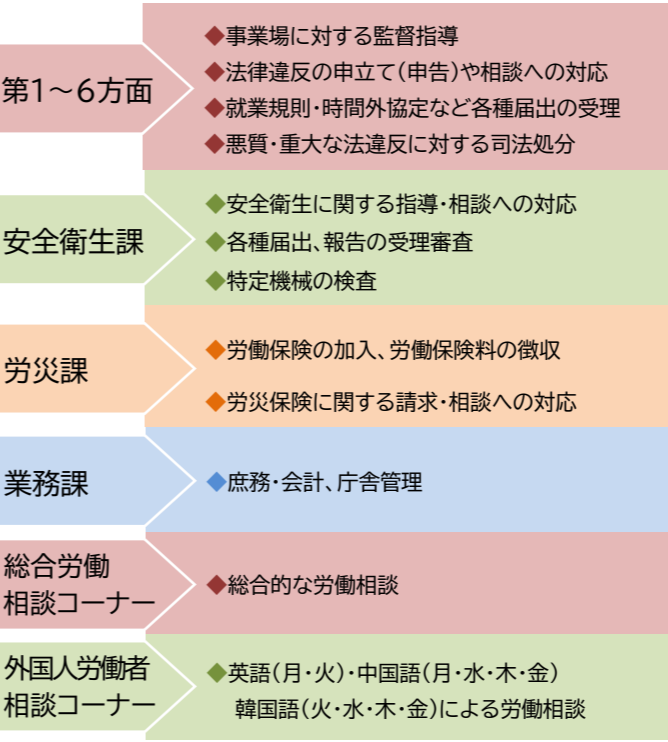 第1～6方面
◆事業場に対する監督指導
◆法律違反の申立て(申告)や相談への対応
◆就業規則・時間外協定など各種届出の受理
◆悪質・重大な法違反に対する司法処分
安全衛生課
◆安全衛生に関する指導・相談への対応
◆各種届出、報告の受理審査
◆特定機械の検査
労災課
◆労働保険の加入、労働保険料の徴収
◆労災保険に関する請求・相談への対応
業務課
◆庶務・会計、庁舎管理
総合労働
相談コーナー
◆総合的な労働相談
外国人労働者
相談コーナー
◆英語(月・火)・中国語(月・水・木・金)
韓国語(火・水・木・金)による労働相談